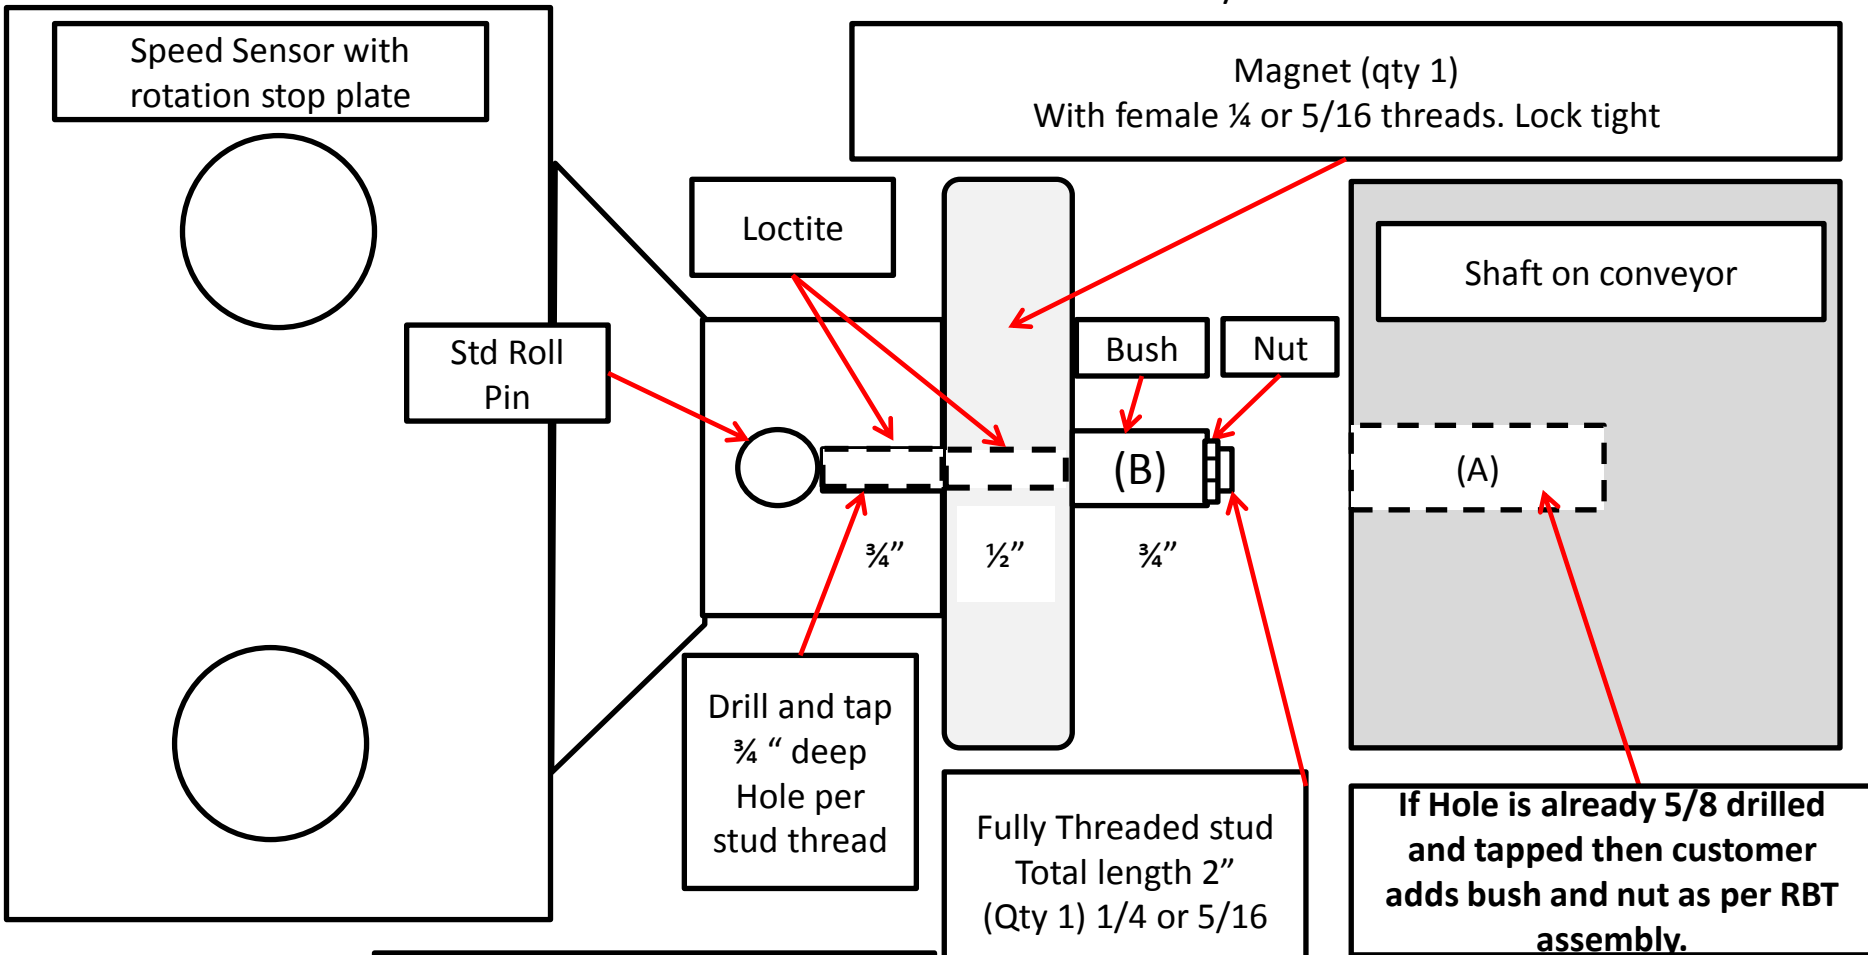 Speed Sensor with
rotation stop plate
Magnet (qty 1)
With female ¼ or 5/16 threads. Lock tight
Loctite
Shaft on conveyor
Std Roll
Pin
Bush
Nut
(B)
(A)
¾”
½”
¾”
Drill and tap
¾ “ deep
Hole per
stud thread
Fully Threaded stud
Total length 2”
(Qty 1) 1/4 or 5/16
If Hole is already 5/8 drilled
and tapped then customer
adds bush and nut as per RBT
assembly.